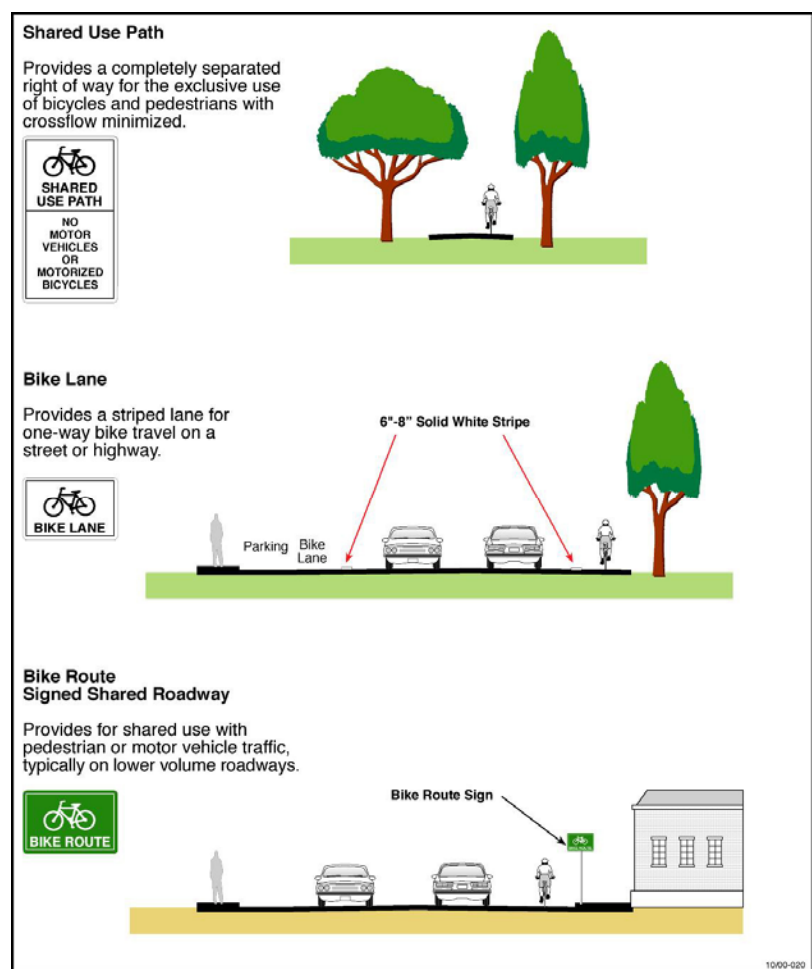 Shared Use Path
Provides a completely separated
right of way for the exclusive use
of bicycles and pedestrians with
crossflow minimized.
SHARED
USE PATH
NO
MOTOR
VEHICLES
OR
MOTORIZED
BICYCLES
Bike Lane
Provides a striped lane for
one-way bike travel on a
street or highway.
BIKE LANE
6"-8" Solid White Stripe
Parking
Bike
Lane
Bike Route
Signed Shared Roadway
Provides for shared use with
pedestrian or motor vehicle traffic,
typically on lower volume roadways.
BIKE ROUTE
Bike Route Sign
10/00-020